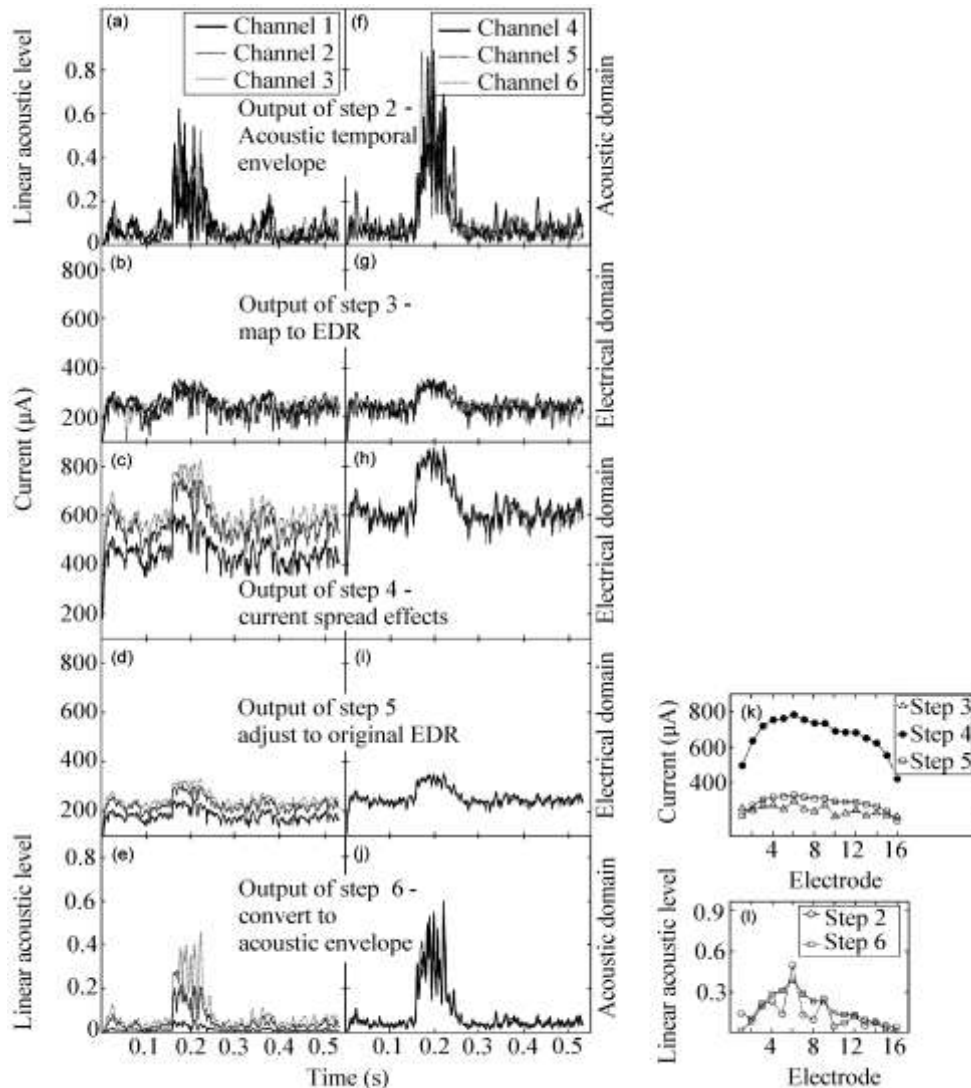 (a)
Channel 1
Channel 2
Channel 3
(f)
Channel 4
Channel 5
Channel 6
Linear acoustic level
0.8
0.6
0.4
0.2
0
Output of step 2 -
Acoustic temporal
envelope
Acoustic domain
(b)
(g)
800
600
400
200
Output of step 3 -
map to EDR
Electrical domain
Current (µA)
(c)
(h)
800
600
400
200
Output of step 4 -
current spread effects
Electrical domain
(d)
(i)
800
600
400
200
Output of step 5
adjust to original EDR
Electrical domain
(e)
(j)
Linear acoustic level
0.8
0.6
0.4
0.2
0
Output of step 6 -
convert to
acoustic envelope
Acoustic domain
0.1 0.2 0.3 0.4 0.5
0.1 0.2 0.3 0.4 0.5
Time (s)
(k)
Step 3
Step 4
Step 5
Current (µA)
800
600
400
4 8 12 16
Electrode
(l)
Step 2
Step 6
Linear acoustic level
0.9
0.6
0.3
4 8 12 16
Electrode